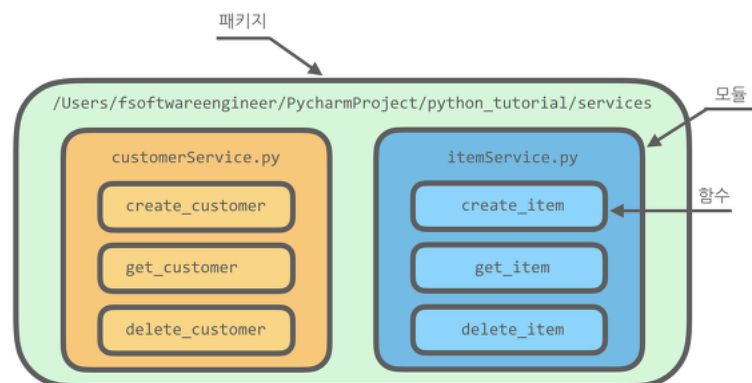 패키지
/Users/fsoftwareengineer/PycharmProject/python_tutorial/services
모듈
customerService.py
itemService.py
create_customer
create_item
함수
get_customer
get_item
delete_customer
delete_item